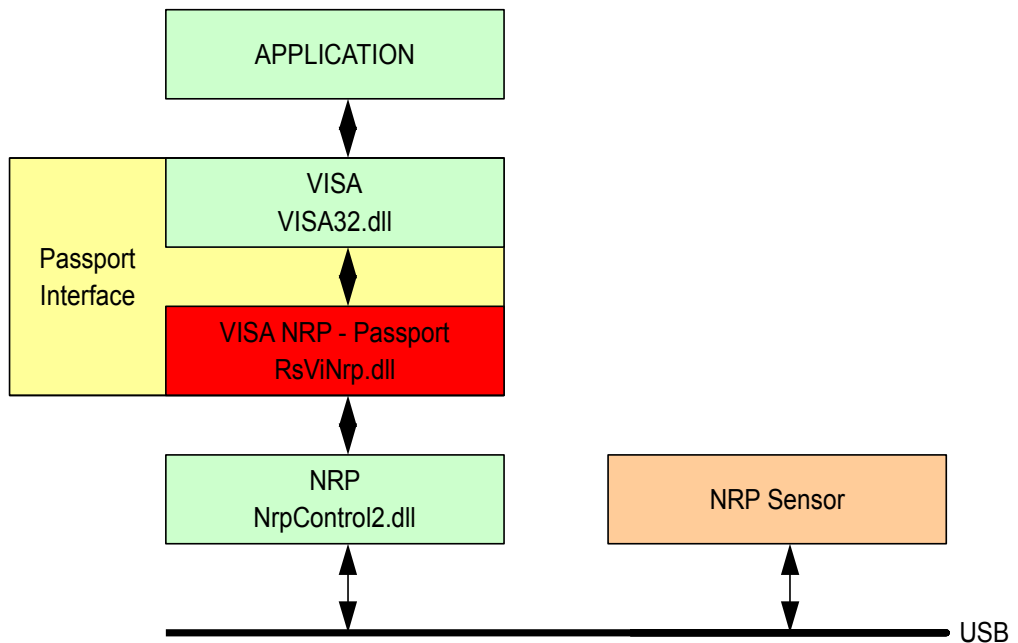 APPLICATION
VISA
VISA32.dll
Passport
Interface
VISA NRP - Passport
RsViNrp.dll
NRP
NrpControl2.dll
NRP Sensor
USB